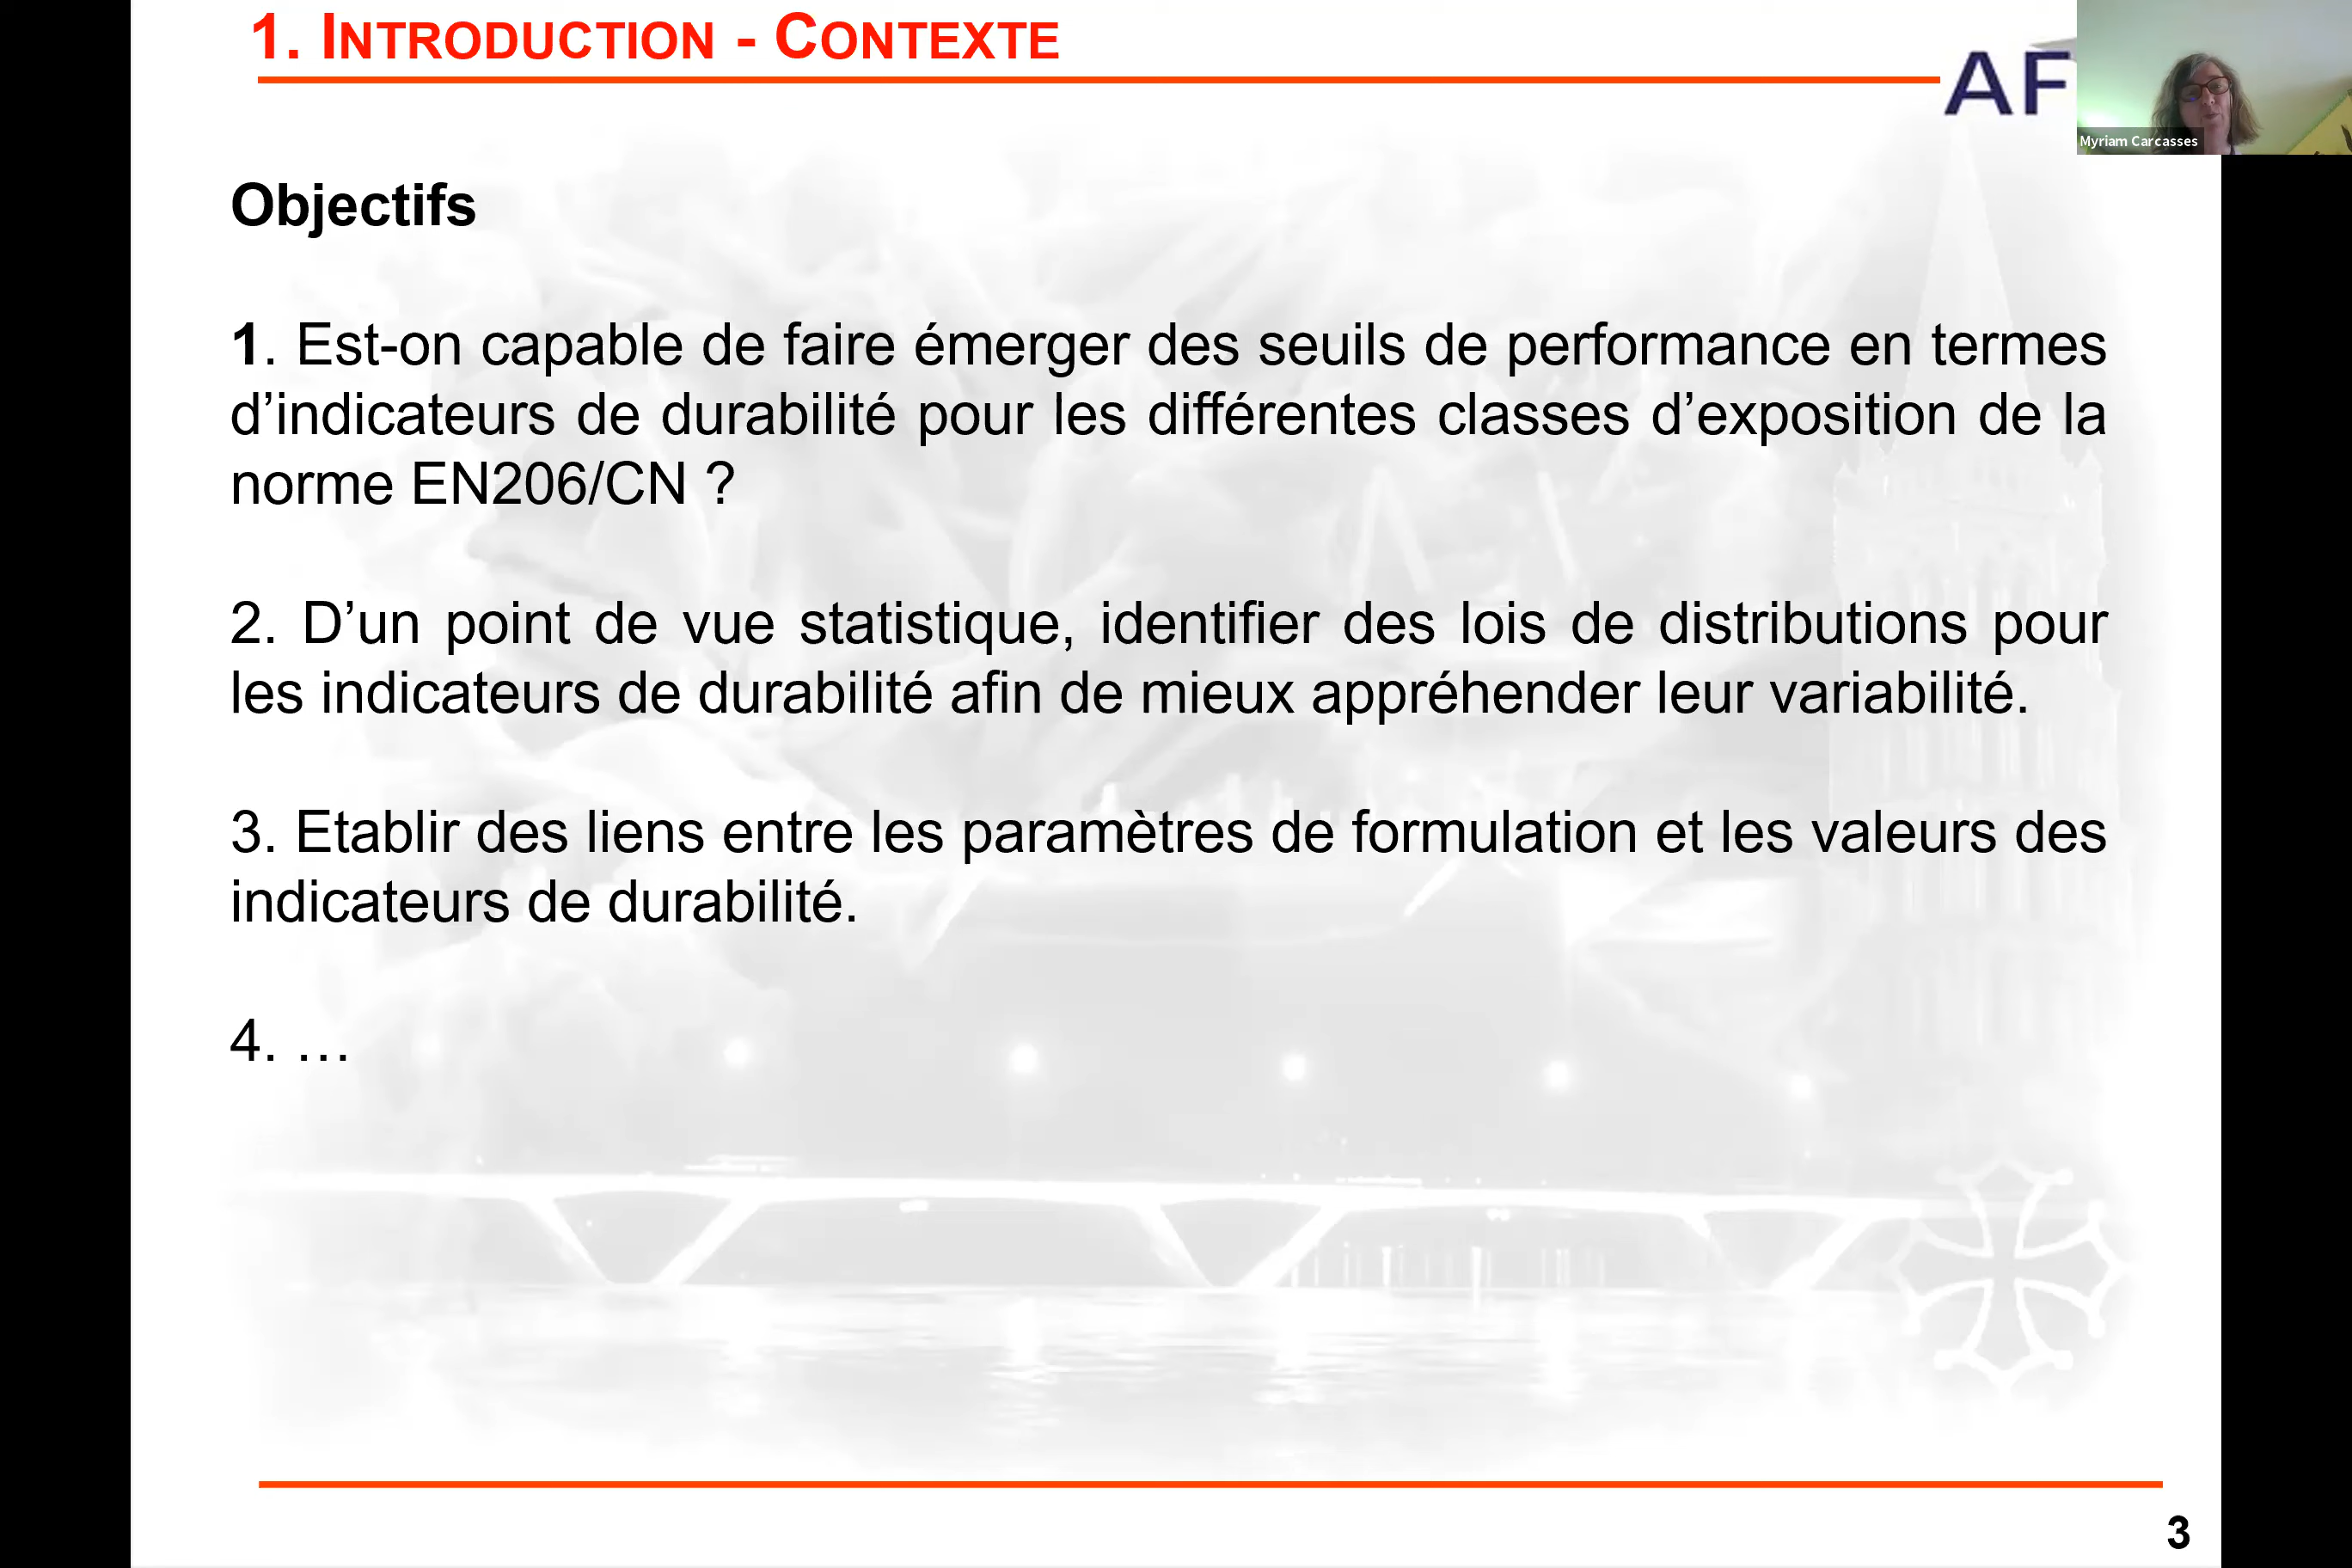 1. INTRODUCTION - CONTEXTE
AF
Myriam Carcasses
Objectifs
1. Est-on capable de faire émerger des seuils de performance en termes
d’indicateurs de durabilité pour les différentes classes d’exposition de la
norme EN206/CN ?
2. D’un point de vue statistique, identifier des lois de distributions pour
les indicateurs de durabilité afin de mieux appréhender leur variabilité.
3. Etablir des liens entre les paramètres de formulation et les valeurs des
indicateurs de durabilité.
4. …
3